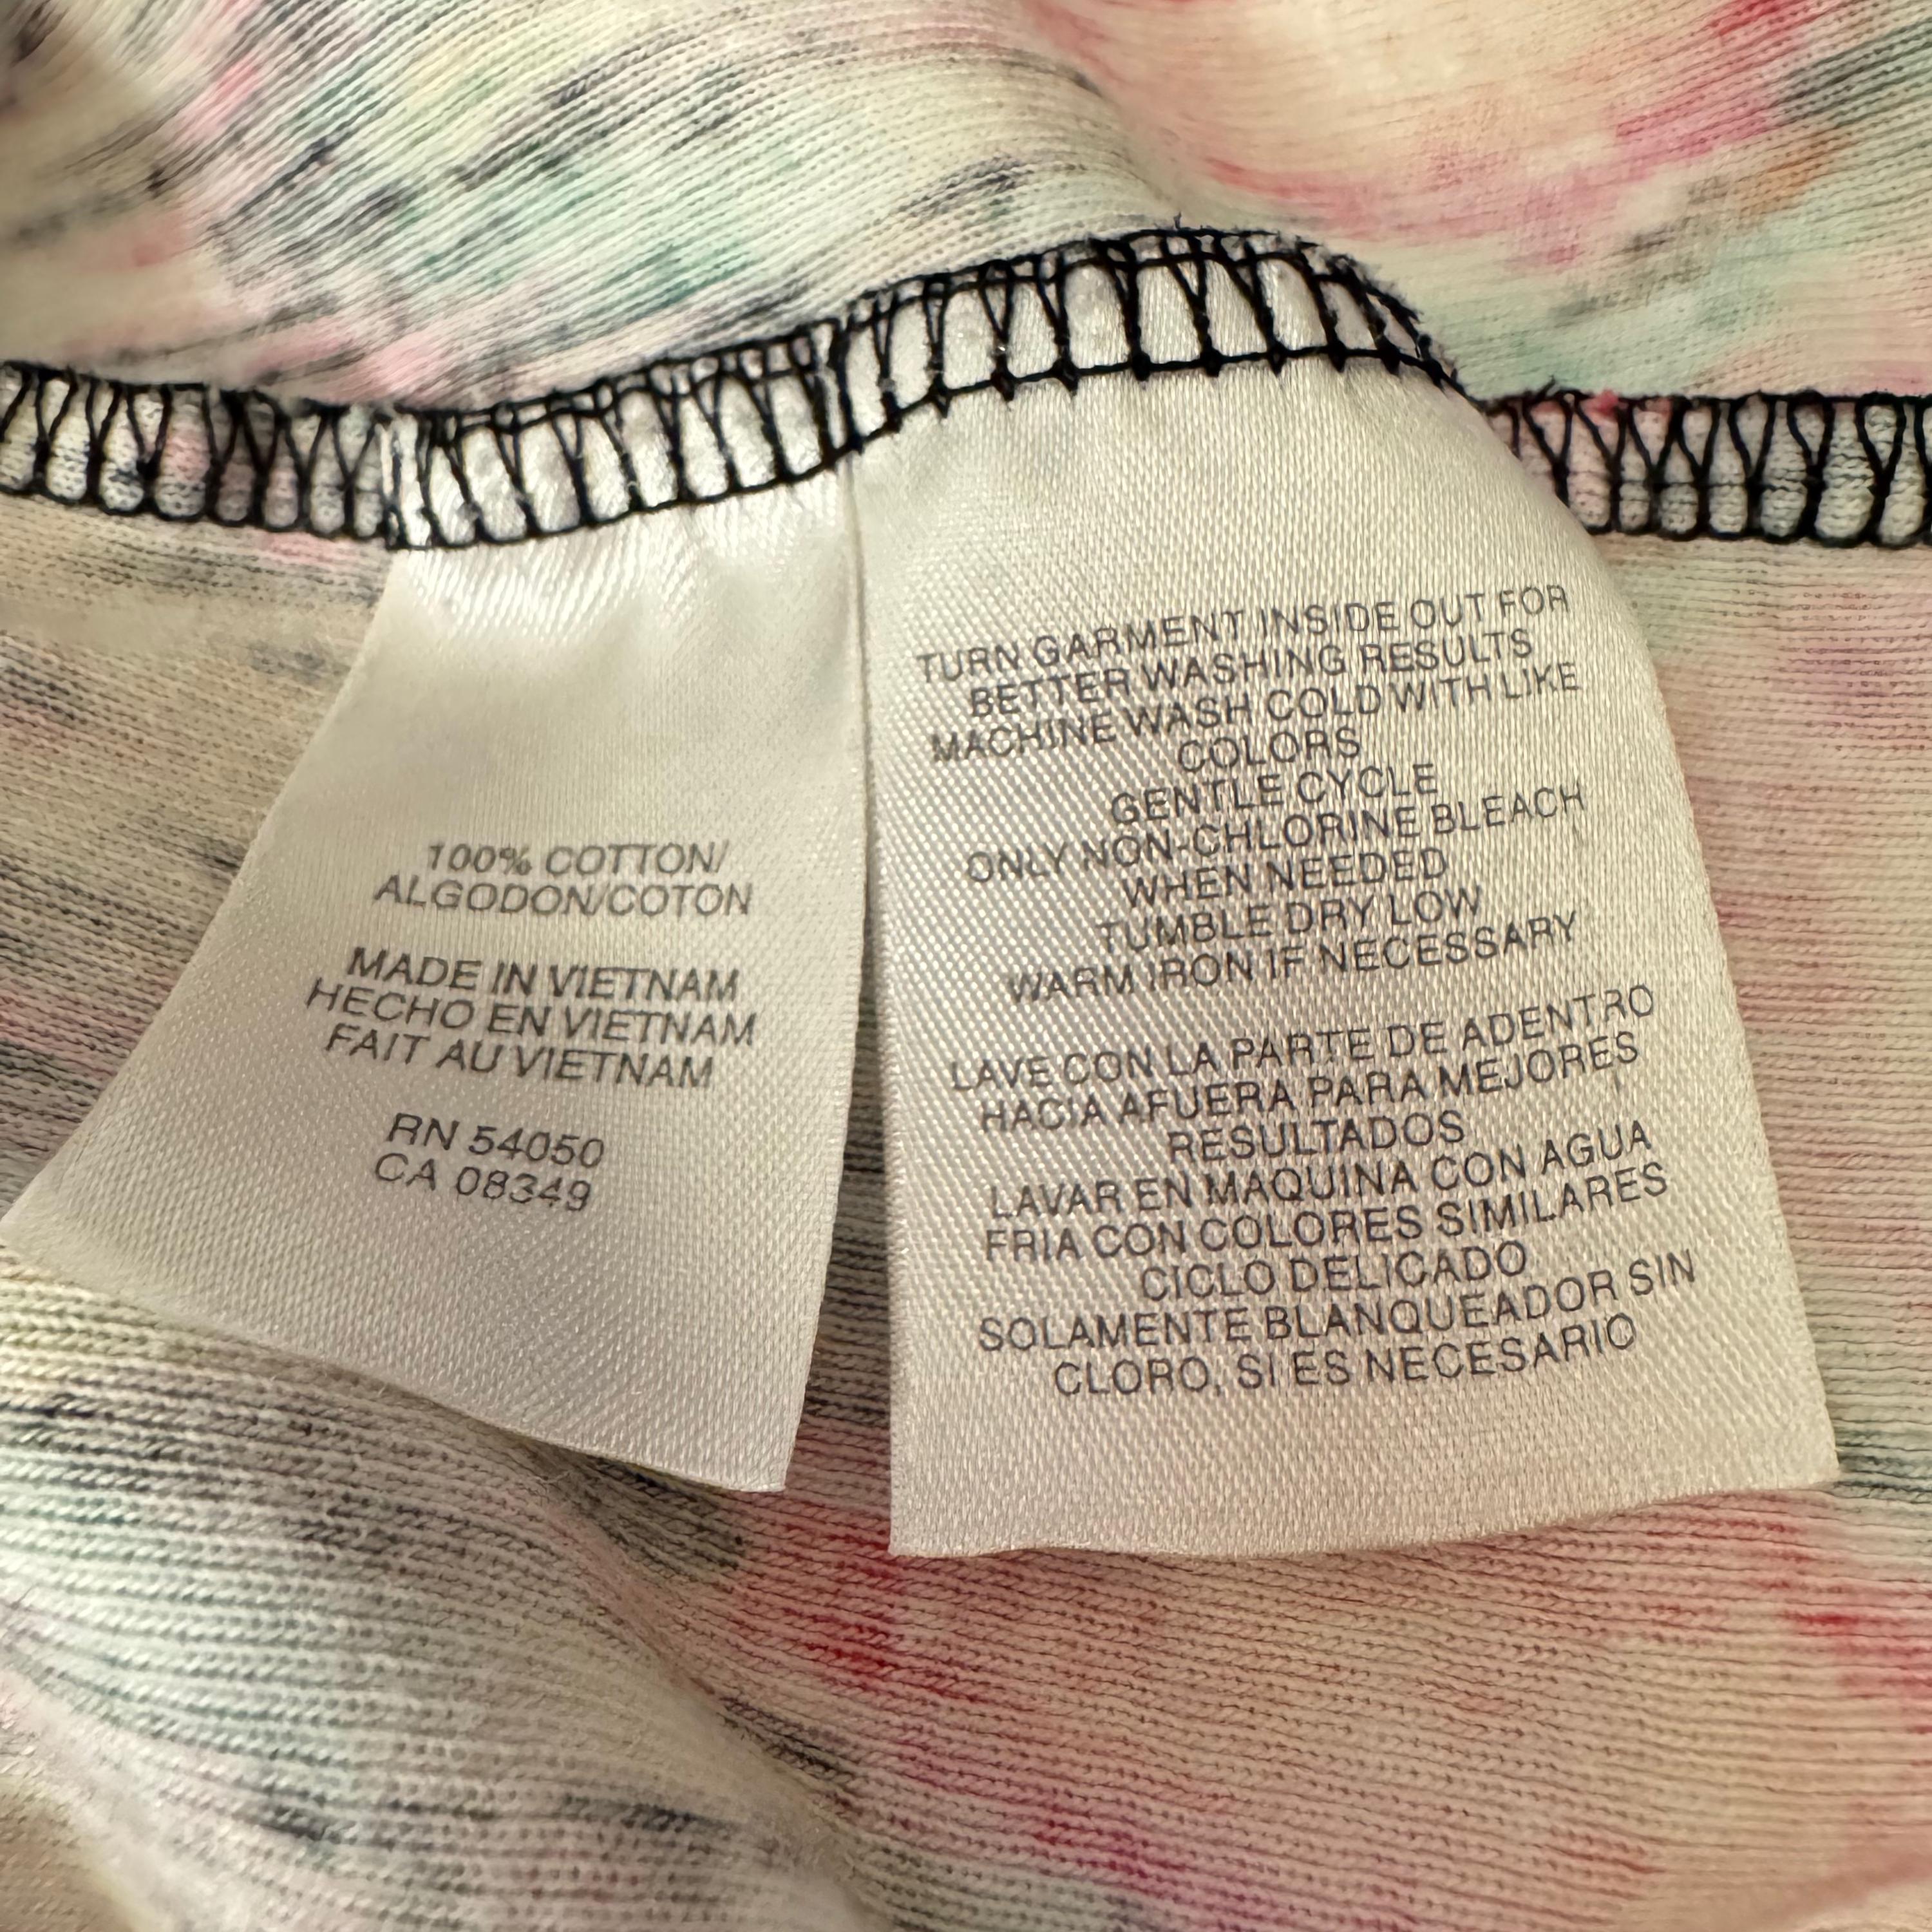 100% COTTON/
ALGODON/COTON
MADE IN VIETNAM
HECHO EN VIETNAM
FAIT AU VIETNAM
RN 54050
CA 08349
TURN GARMENT INSIDE OUT FOR
BETTER WASHING RESULTS
MACHINE WASH COLD WITH LIKE
COLORS
GENTLE CYCLE
ONLY NON-CHLORINE BLEACH
WHEN NEEDED
TUMBLE DRY LOW
WARM IRON IF NECESSARY
LAVE CON LA PARTE DE ADENTRO
HACIA AFUERA PARA MEJORES
RESULTADOS
LAVAR EN MAQUINA CON AGUA
FRIA CON COLORES SIMILARES
CICLO DELICADO
SOLAMENTE BLANQUEADOR SIN
CLORO, SI ES NECESARIO